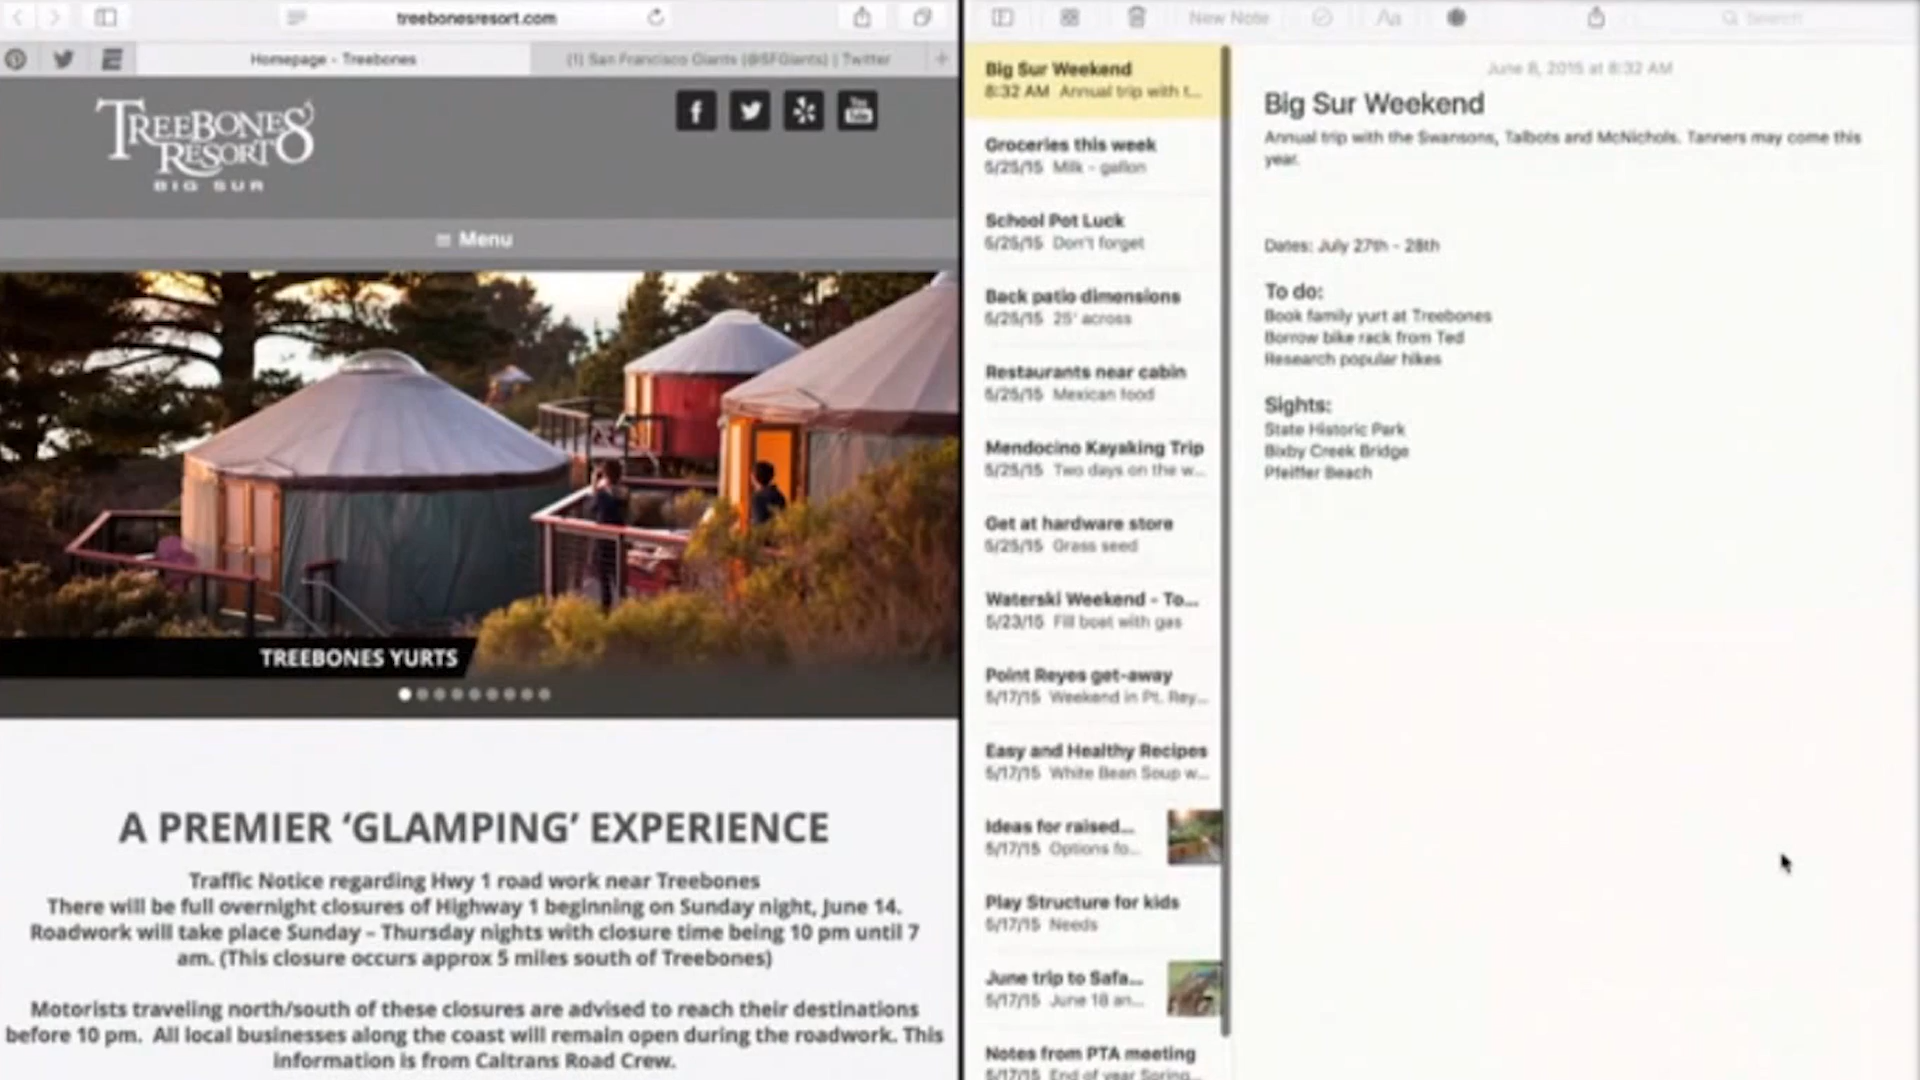 treebonesresort.com
Homepage - Treebones
(1) San Francisco Giants (@SFGiants) | Twitter
TREEBONES
RESORT
BIG SUR
f
You
Tube
≡ Menu
TREEBONES YURTS
A PREMIER ‘GLAMPING’ EXPERIENCE
Traffic Notice regarding Hwy 1 road work near Treebones
There will be full overnight closures of Highway 1 beginning on Sunday night, June 14.
Roadwork will take place Sunday – Thursday nights with closure time being 10 pm until 7
am. (This closure occurs approx 5 miles south of Treebones)
Motorists traveling north/south of these closures are advised to reach their destinations
before 10 pm. All local businesses along the coast will remain open during the roadwork. This
information is from Caltrans Road Crew.
New Note
Aa
Search
Big Sur Weekend
8:32 AM Annual trip with t...
Groceries this week
5/25/15 Milk - gallon
School Pot Luck
5/25/15 Don't forget
Back patio dimensions
5/25/15 25' across
Restaurants near cabin
5/25/15 Mexican food
Mendocino Kayaking Trip
5/25/15 Two days on the w...
Get at hardware store
5/25/15 Grass seed
Waterski Weekend - To...
5/23/15 Fill boat with gas
Point Reyes get-away
5/17/15 Weekend in Pt. Rey...
Easy and Healthy Recipes
5/17/15 White Bean Soup w...
Ideas for raised...
5/17/15 Options fo...
Play Structure for kids
5/17/15 Needs
June trip to Safa...
5/17/15 June 18 an...
Notes from PTA meeting
5/17/15 End of year Spring...
June 8, 2015 at 8:32 AM
Big Sur Weekend
Annual trip with the Swansons, Talbots and McNichols. Tanners may come this
year.
Dates: July 27th - 28th
To do:
Book family yurt at Treebones
Borrow bike rack from Ted
Research popular hikes
Sights:
State Historic Park
Bixby Creek Bridge
Pfeiffer Beach